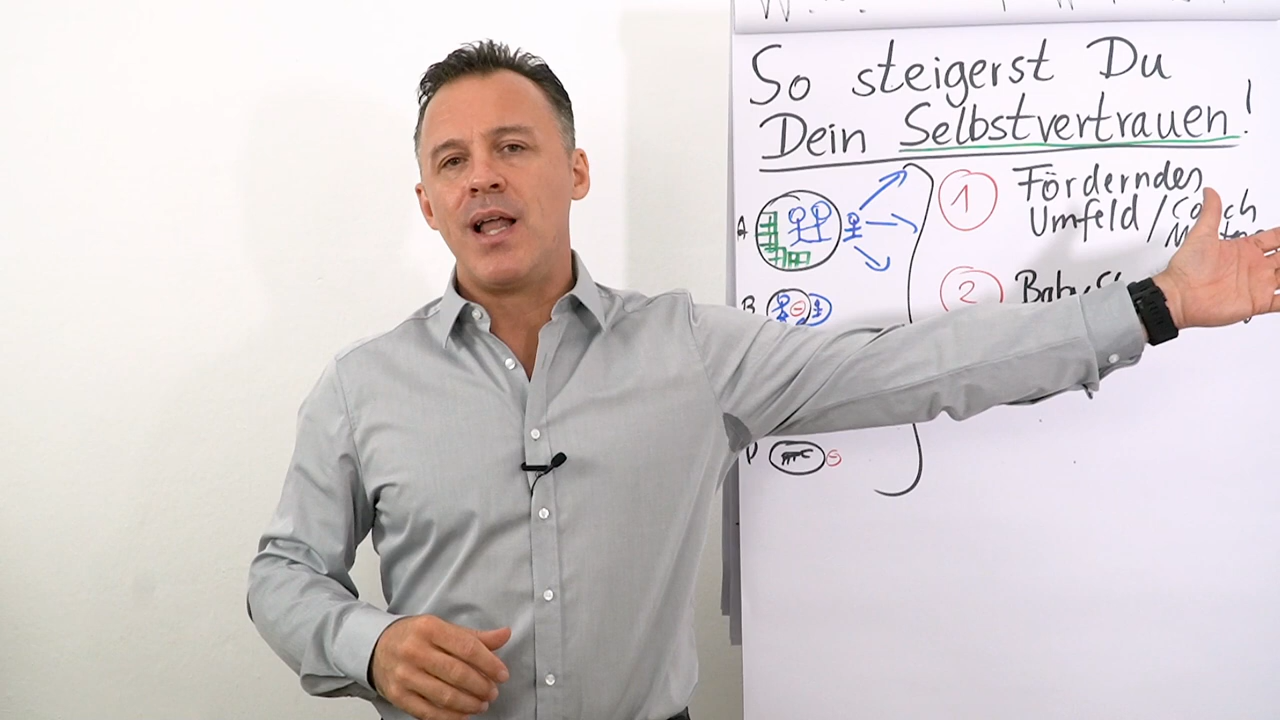 So steigerst Du
Dein Selbstvertrauen!
A
1
Förderndes
Umfeld / Coach
B
2
Baby
D